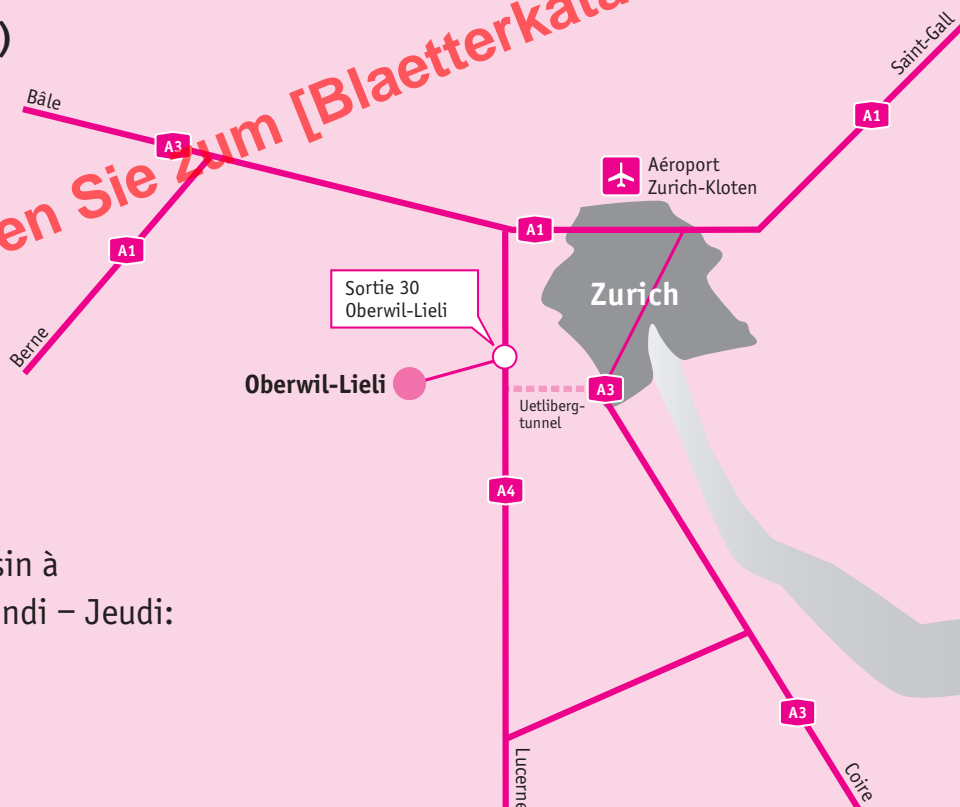 )
en Sie zum [Blaetterkata
Saint-Gall
Bâle
A3
A1
Aéroport
Zurich-Kloten
A1
A1
Sortie 30
Oberwil-Lieli
Zurich
Berne
Oberwil-Lieli
A3
Uetliberg-
tunnel
A4
sin à
ndi – Jeudi:
A3
Lucerne
Coire